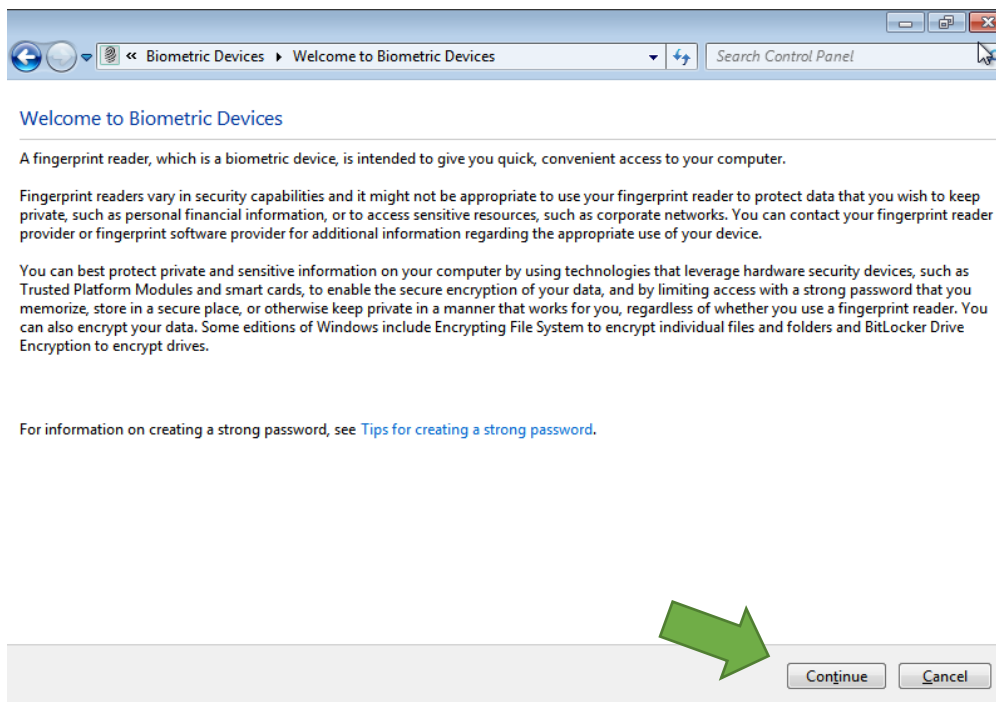 « Biometric Devices ▸ Welcome to Biometric Devices
Search Control Panel
Welcome to Biometric Devices
A fingerprint reader, which is a biometric device, is intended to give you quick, convenient access to your computer.
Fingerprint readers vary in security capabilities and it might not be appropriate to use your fingerprint reader to protect data that you wish to keep
private, such as personal financial information, or to access sensitive resources, such as corporate networks. You can contact your fingerprint reader
provider or fingerprint software provider for additional information regarding the appropriate use of your device.
You can best protect private and sensitive information on your computer by using technologies that leverage hardware security devices, such as
Trusted Platform Modules and smart cards, to enable the secure encryption of your data, and by limiting access with a strong password that you
memorize, store in a secure place, or otherwise keep private in a manner that works for you, regardless of whether you use a fingerprint reader. You
can also encrypt your data. Some editions of Windows include Encrypting File System to encrypt individual files and folders and BitLocker Drive
Encryption to encrypt drives.
For information on creating a strong password, see Tips for creating a strong password.
Continue
Cancel